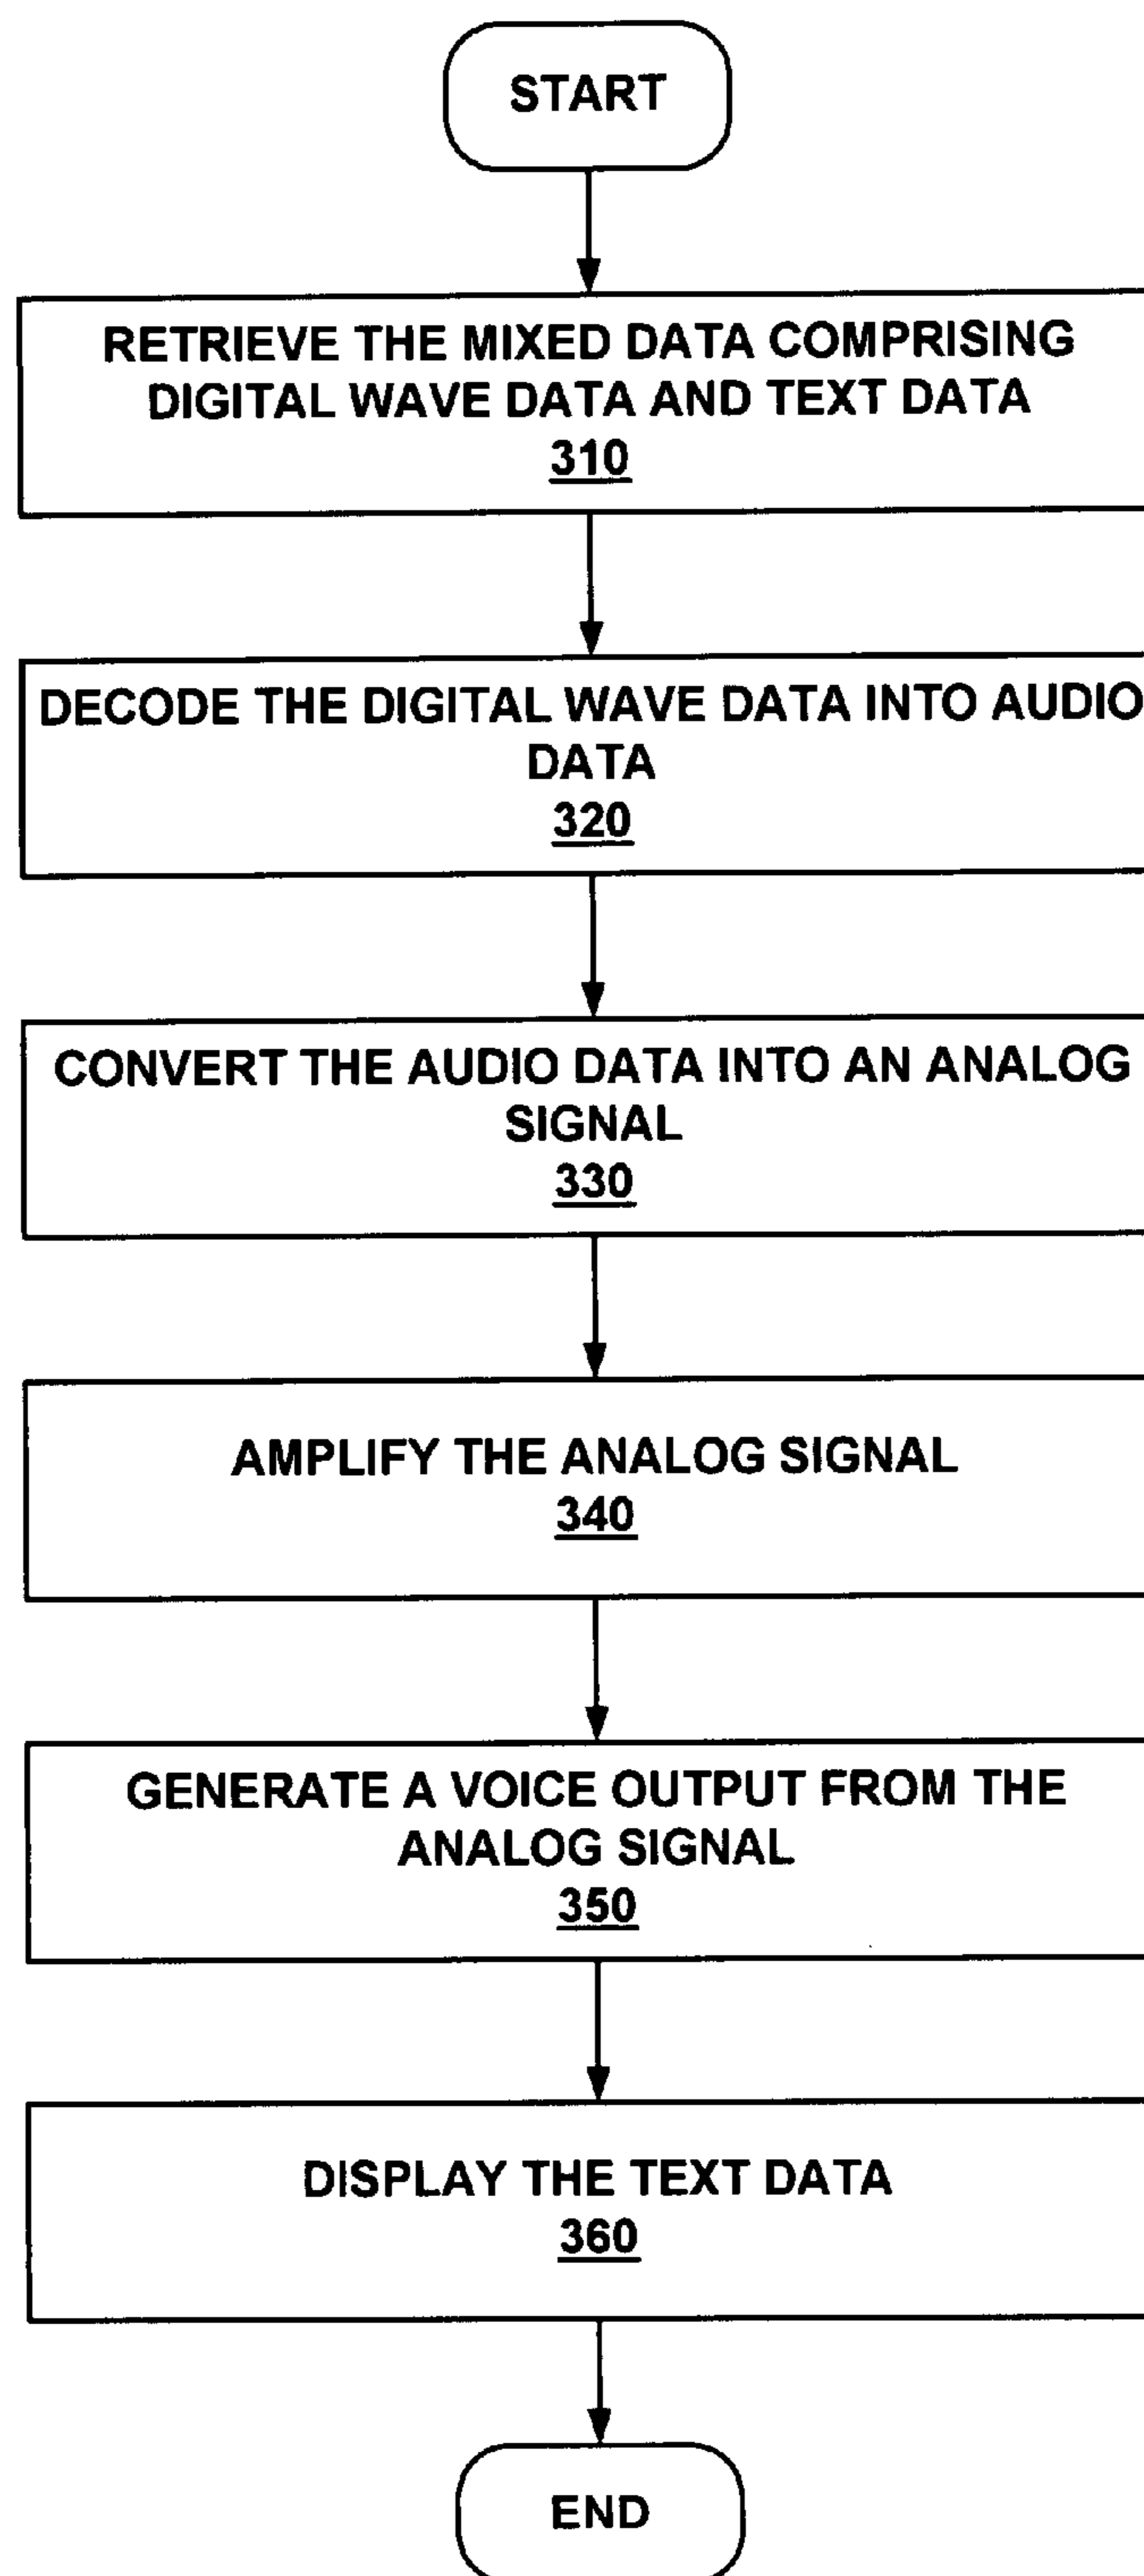 START
RETRIEVE THE MIXED DATA COMPRISING
DIGITAL WAVE DATA AND TEXT DATA
310
DECODE THE DIGITAL WAVE DATA INTO AUDIO
DATA
320
CONVERT THE AUDIO DATA INTO AN ANALOG
SIGNAL
330
AMPLIFY THE ANALOG SIGNAL
340
GENERATE A VOICE OUTPUT FROM THE
ANALOG SIGNAL
350
DISPLAY THE TEXT DATA
360
END